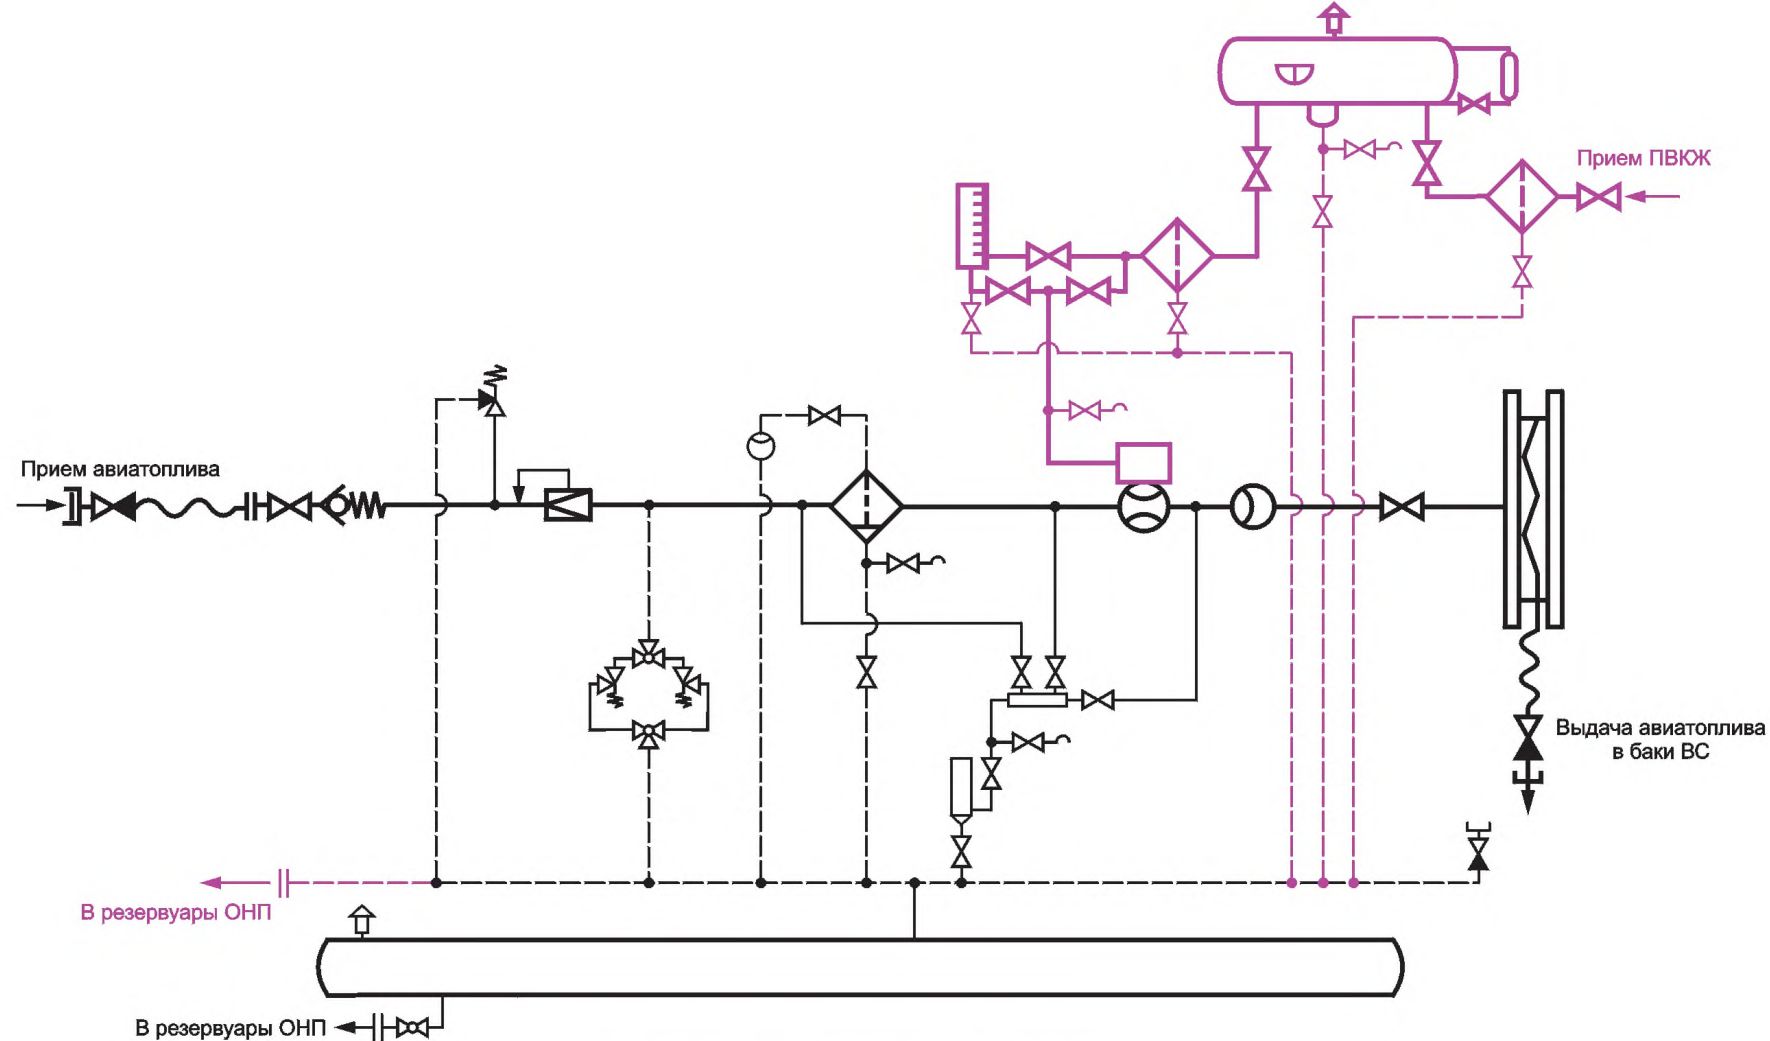 Прием ПВКЖ
Прием авиатоплива
Выдача авиатоплива
в баки ВС
В резервуары ОНП
В резервуары ОНП